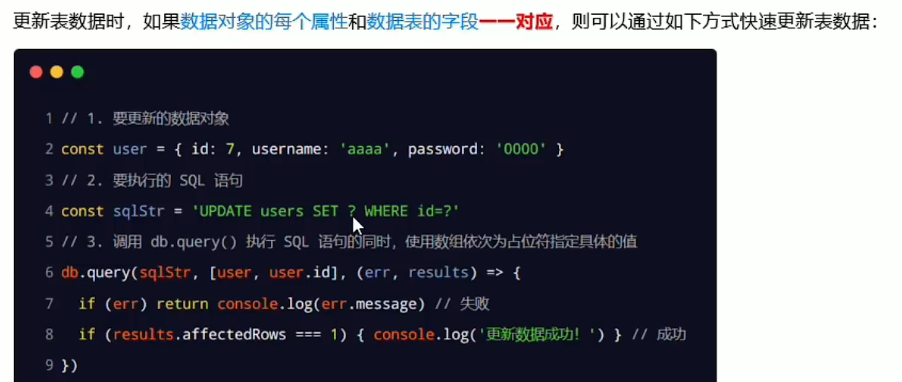 更新表数据时，如果数据对象的每个属性和数据表的字段一一对应，则可以通过如下方式快速更新表数据：
1 // 1. 要更新的数据对象
2 const user = { id: 7, username: 'aaaa', password: '0000' }
3 // 2. 要执行的 SQL 语句
4 const sqlStr = 'UPDATE users SET ? WHERE id=?'
5 // 3. 调用 db.query() 执行 SQL 语句的同时，使用数组依次为占位符指定具体的值
6 db.query(sqlStr, [user, user.id], (err, results) => {
7   if (err) return console.log(err.message) // 失败
8   if (results.affectedRows === 1) { console.log('更新数据成功！') } // 成功
9 })